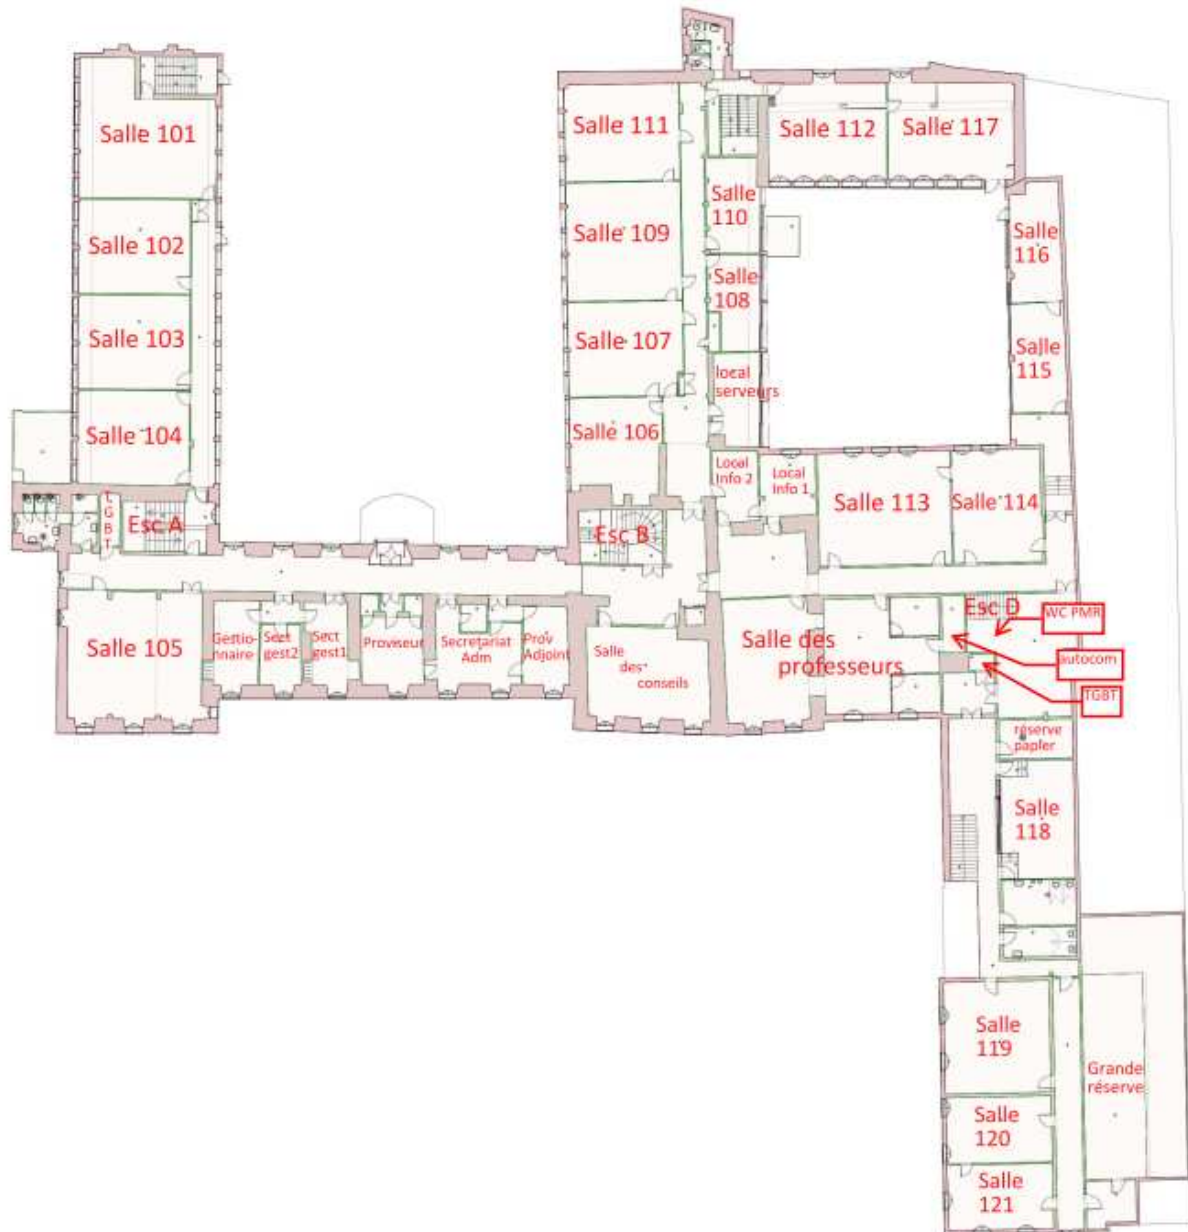 Salle 101
Salle 102
Salle 103
Salle 104
TGBT
Esc A
Salle 105
Gestio-
nnaire
Sect
gest2
Sect
gest1
Proviseur
Secretariat
Adm
Prov
Adjoint
Salle 111
Salle 109
Salle 107
Salle 106
Esc B
Salle
des
conseils
Salle 112
Salle 117
Salle
110
Salle
108
local
serveurs
Local
Info 2
Local
Info 1
Salle 113
Salle 114
Salle
116
Salle
115
Salle des
professeurs
Esc D
WC PMR
autocom
TGBT
réserve
papier
Salle
118
Salle
119
Salle
120
Salle
121
Grande
réserve